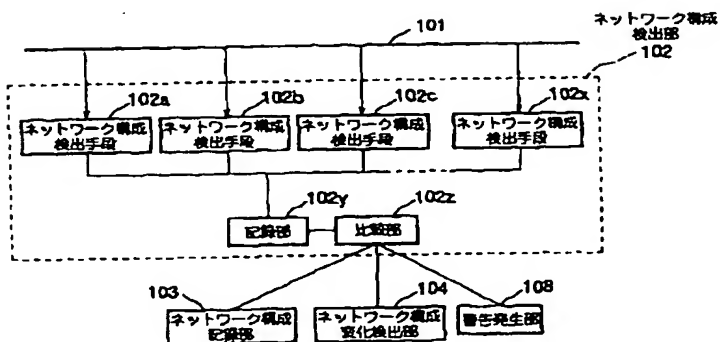 101
ネットワーク構成
検出部
102
102a
102b
102c
102x
ネットワーク構成
検出手段
ネットワーク構成
検出手段
ネットワーク構成
検出手段
ネットワーク構成
検出手段
102y
102z
記録部
比較部
103
104
108
ネットワーク構成
記録部
ネットワーク構成
変化検出部
警告発生部